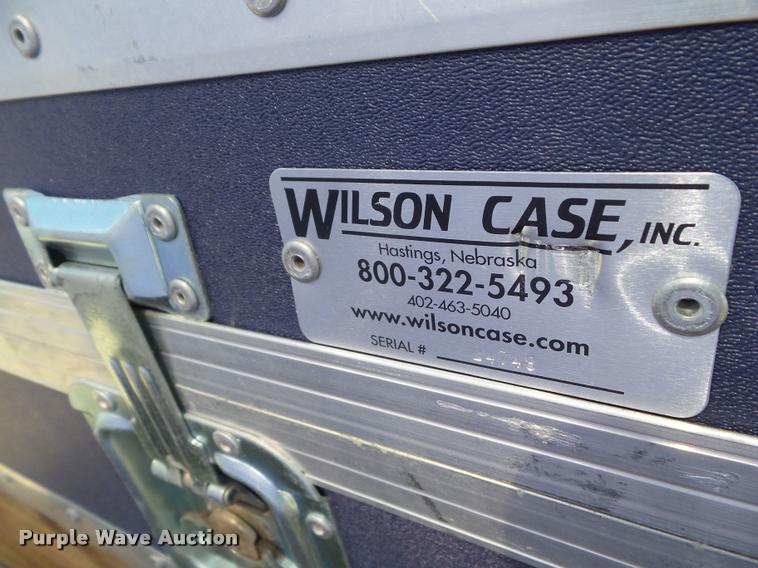 WILSON CASE, INC.
Hastings, Nebraska
800-322-5493
402-463-5040
www.wilsoncase.com
SERIAL #
Purple Wave Auction